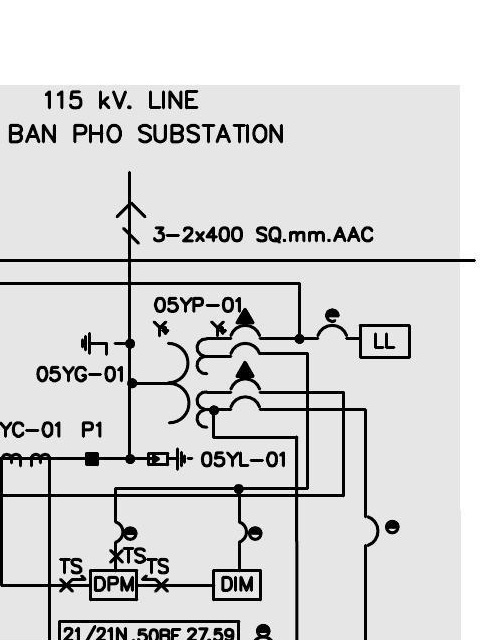 115 kV. LINE
BAN PHO SUBSTATION
3-2x400 SQ.mm.AAC
05YP-01
LL
05YG-01
YC-01 P1
05YL-01
TS TS TS
DPM DIM
21/21N,50BF 27,59